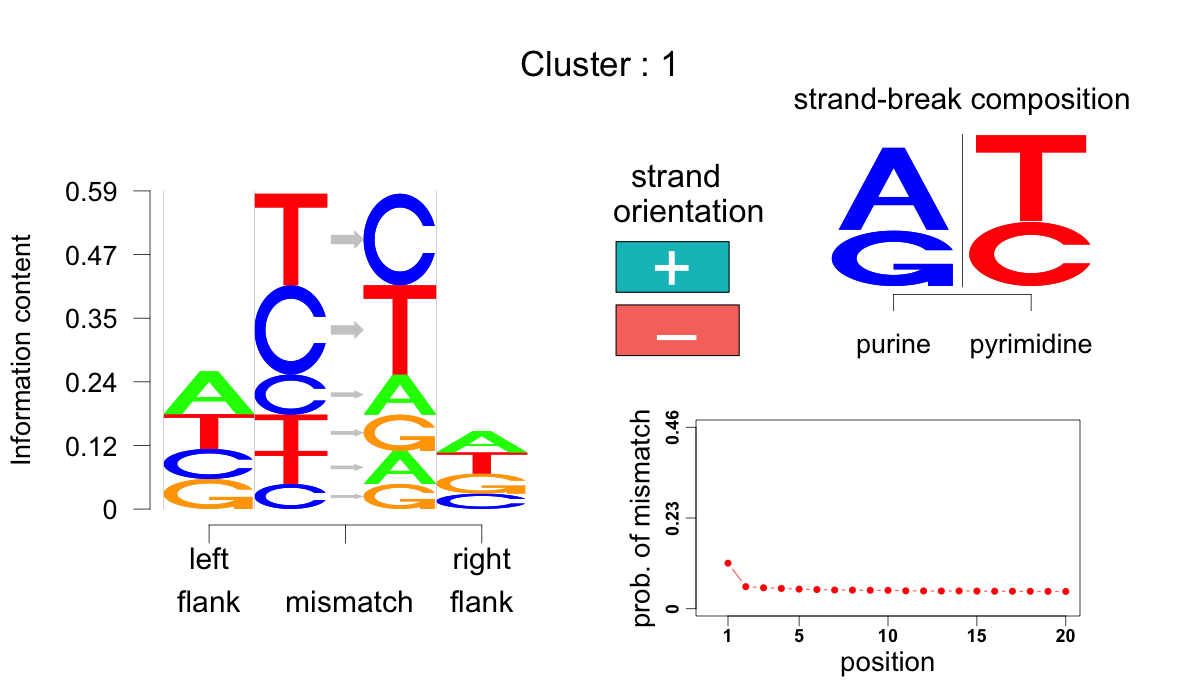 Cluster : 1
strand-break composition
A T
G C
purine pyrimidine
strand
orientation
+
−
Information content
0.59
0.47
0.35
0.24
0.12
0
T C
C T
A C A
T T G A
C T A T
G C G G C
left right
flank mismatch flank
prob. of mismatch
0.46
0.23
0
1 5 10 15 20
position